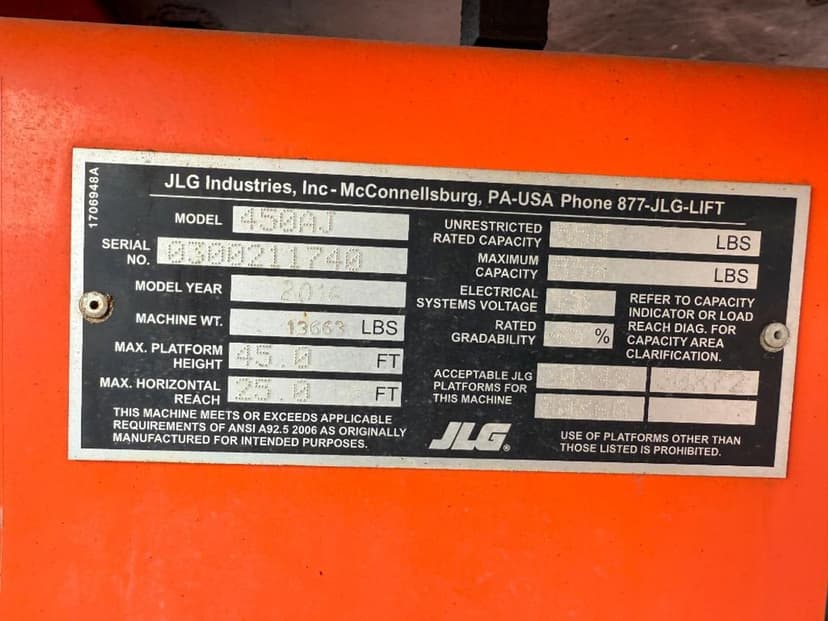 1706948A
JLG Industries, Inc - McConnellsburg, PA-USA Phone 877-JLG-LIFT
MODEL 450AJ
SERIAL NO. 0300211740
MODEL YEAR
MACHINE WT. 13663 LBS
MAX. PLATFORM HEIGHT 45.0 FT
MAX. HORIZONTAL REACH 25.0 FT
THIS MACHINE MEETS OR EXCEEDS APPLICABLE
REQUIREMENTS OF ANSI A92.5 2006 AS ORIGINALLY
MANUFACTURED FOR INTENDED PURPOSES.
UNRESTRICTED
RATED CAPACITY LBS
MAXIMUM
CAPACITY LBS
ELECTRICAL
SYSTEMS VOLTAGE
RATED
GRADABILITY %
REFER TO CAPACITY
INDICATOR OR LOAD
REACH DIAG. FOR
CAPACITY AREA
CLARIFICATION.
ACCEPTABLE JLG
PLATFORMS FOR
THIS MACHINE
JLG®
USE OF PLATFORMS OTHER THAN
THOSE LISTED IS PROHIBITED.